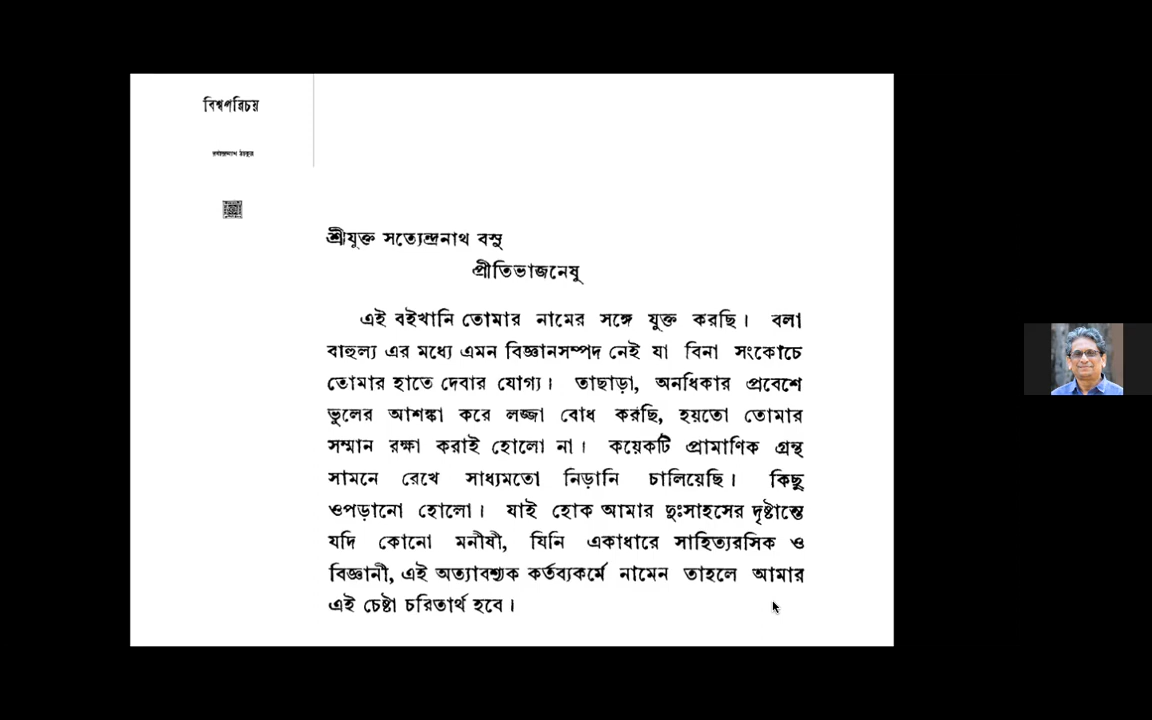 বিশ্বপরিচয়
রবীন্দ্রনাথ ঠাকুর
শ্রীযুক্ত সত্যেন্দ্রনাথ বসু
প্রীতিভাজনেষু
এই বইখানি তোমার নামের সঙ্গে যুক্ত করছি। বলা
বাহুল্য এর মধ্যে এমন বিজ্ঞানসম্পদ নেই যা বিনা সংকোচে
তোমার হাতে দেবার যোগ্য। তাছাড়া, অনধিকার প্রবেশে
ভুলের আশঙ্কা করে লজ্জা বোধ করছি, হয়তো তোমার
সম্মান রক্ষা করাই হোলো না। কয়েকটি প্রামাণিক গ্রন্থ
সামনে রেখে সাধ্যমতো নিড়ানি চালিয়েছি। কিছু
ওপড়ানো হোলো। যাই হোক আমার দুঃসাহসের দৃষ্টান্তে
যদি কোনো মনীষী, যিনি একাধারে সাহিত্যরসিক ও
বিজ্ঞানী, এই অত্যাবশ্যক কর্তব্যকর্মে নামেন তাহলে আমার
এই চেষ্টা চরিতার্থ হবে।